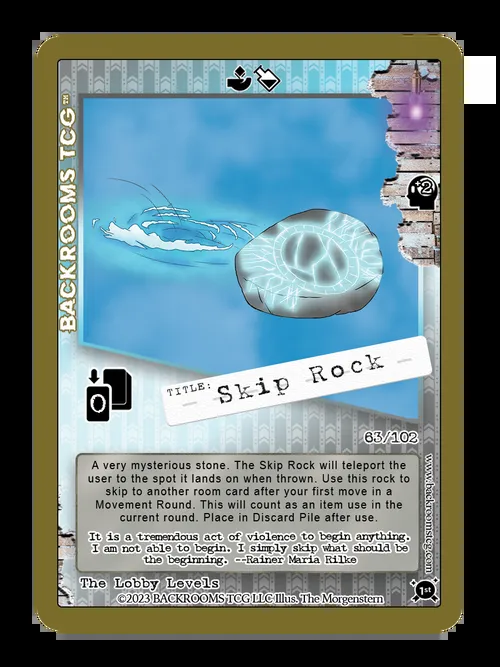 BACKROOMS TCG™
+2
TITLE: Skip Rock
0
63/102
A very mysterious stone. The Skip Rock will teleport the
user to the spot it lands on when thrown. Use this rock to
skip to another room card after your first move in a
Movement Round. This will count as an item use in the
current round. Place in Discard Pile after use.
It is a tremendous act of violence to begin anything.
I am not able to begin. I simply skip what should be
the beginning. --Rainer Maria Rilke
www.backroomstcg.com
The Lobby Levels
©2023 BACKROOMS TCG LLC Illus. The Morgenstern
1st